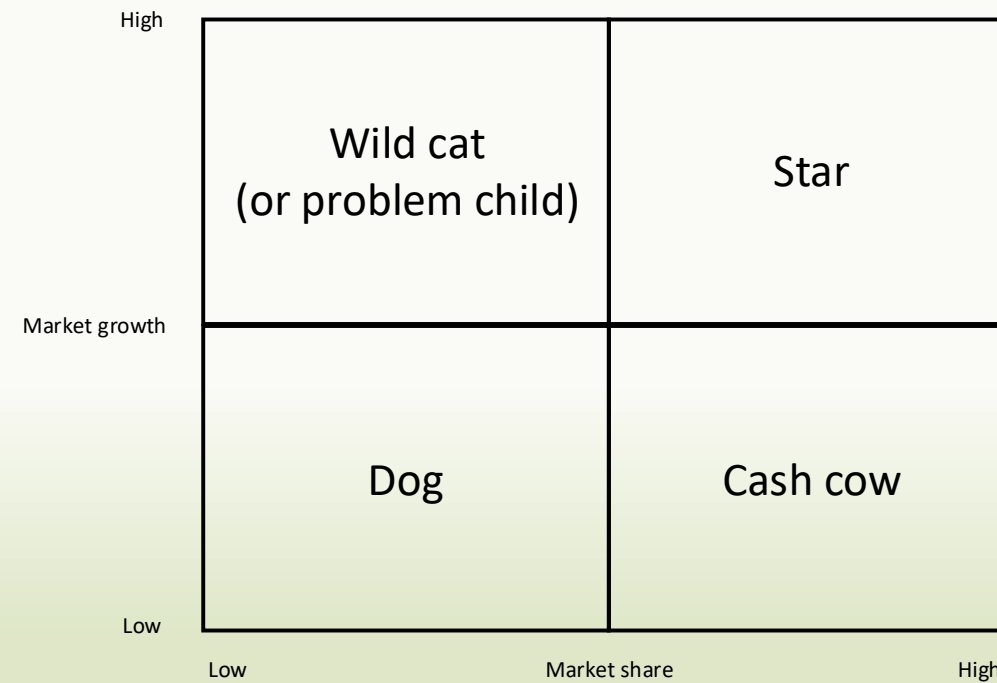 High
Wild cat
(or problem child)
Star
Market growth
Dog
Cash cow
Low
Low
Market share
High